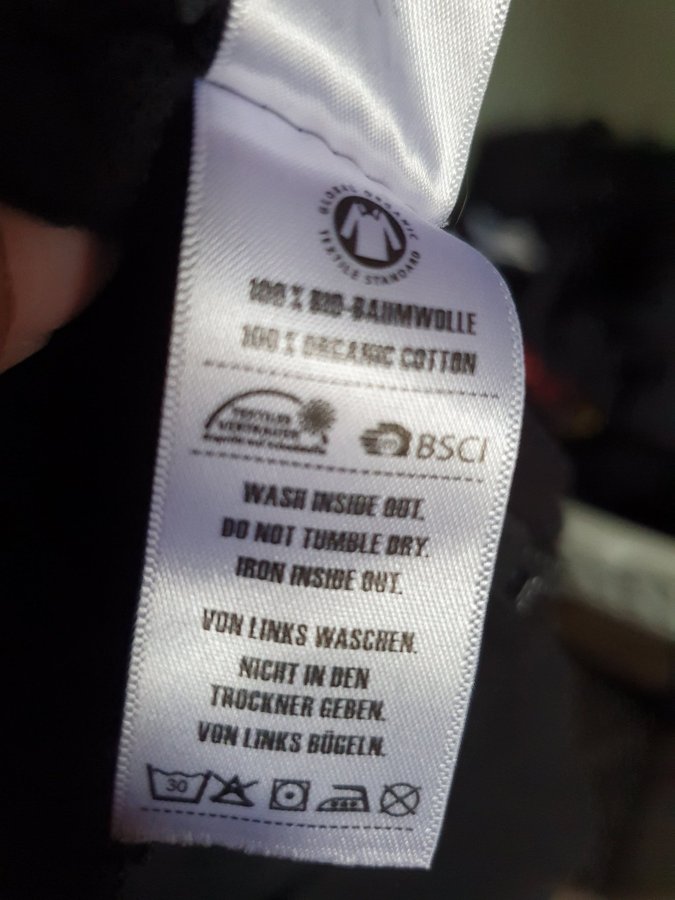 GLOBAL ORGANIC
TEXTILE STANDARD
100 % BIO-BAUMWOLLE
100 % ORGANIC COTTON
TEXTILES
VERTRAUEN
BSCI
WASH INSIDE OUT.
DO NOT TUMBLE DRY.
IRON INSIDE OUT.
VON LINKS WASCHEN.
NICHT IN DEN
TROCKNER GEBEN.
VON LINKS BÜGELN.
30